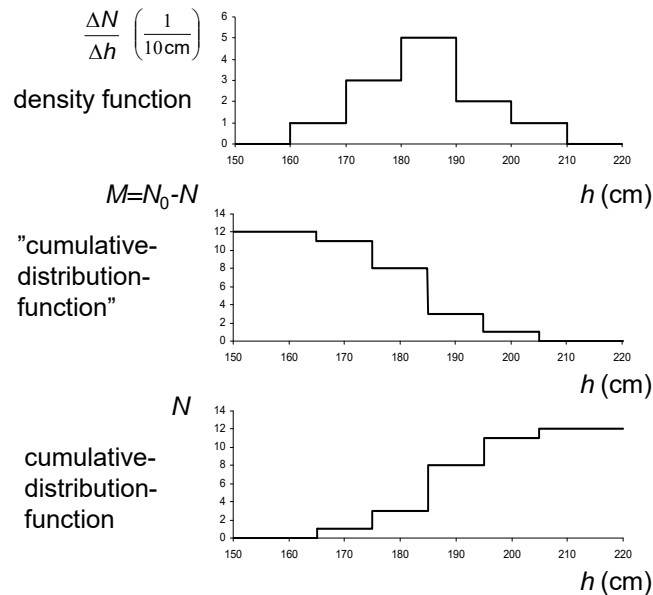 ΔN/Δh (1/10cm)
density function
6
5
4
3
2
1
0
150 160 170 180 190 200 210 220
h (cm)
M=N₀-N
"cumulative-
distribution-
function"
14
12
10
8
6
4
2
0
150 160 170 180 190 200 210 220
h (cm)
N
cumulative-
distribution-
function
14
12
10
8
6
4
2
0
150 160 170 180 190 200 210 220
h (cm)